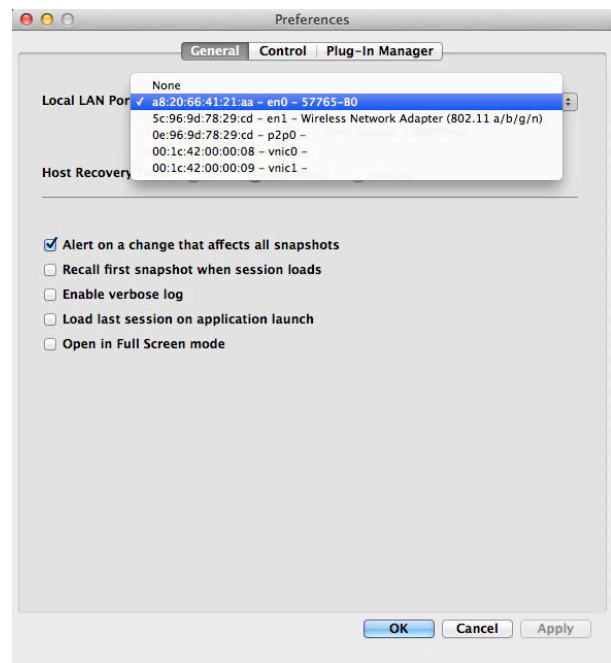 Preferences
General Control Plug-In Manager
None
Local LAN Por ✓ a8:20:66:41:21:aa – en0 – 57765-B0
5c:96:9d:78:29:cd – en1 – Wireless Network Adapter (802.11 a/b/g/n)
0e:96:9d:78:29:cd – p2p0 –
00:1c:42:00:00:08 – vnic0 –
Host Recovery 00:1c:42:00:00:09 – vnic1 –
Alert on a change that affects all snapshots
Recall first snapshot when session loads
Enable verbose log
Load last session on application launch
Open in Full Screen mode
OK Cancel Apply